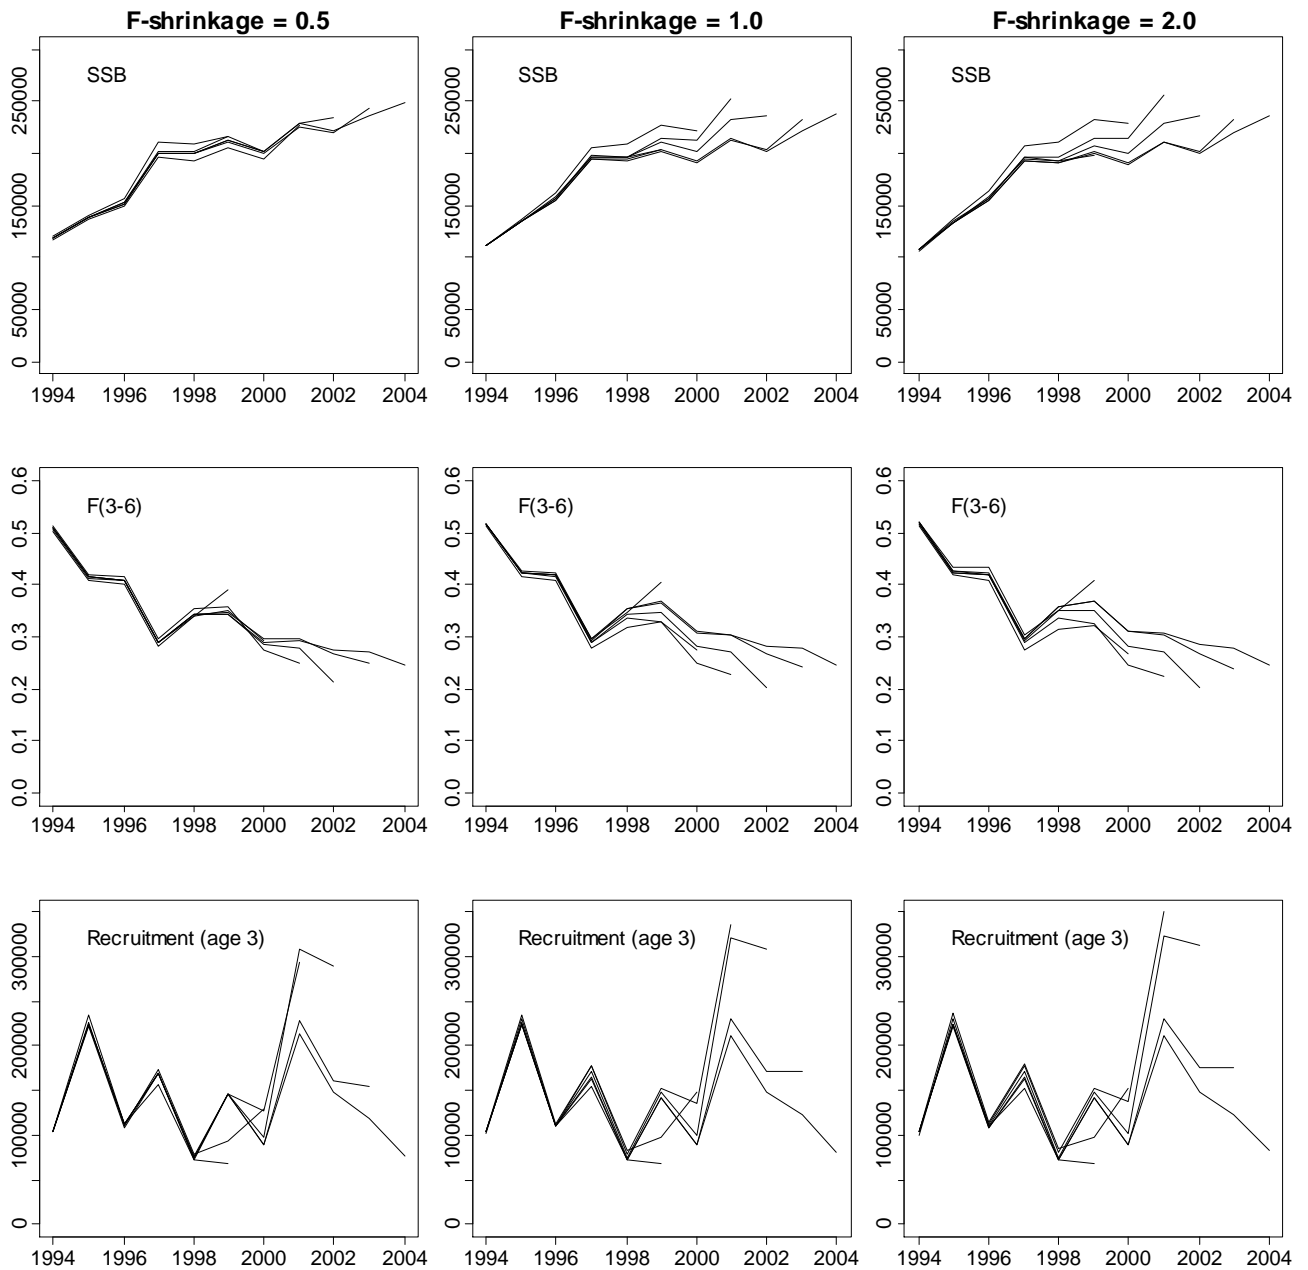 F-shrinkage = 0.5 F-shrinkage = 1.0 F-shrinkage = 2.0
SSB SSB SSB
250000 250000 250000
150000 150000 150000
50000 50000 50000
0 0 0
1994 1996 1998 2000 2002 2004 1994 1996 1998 2000 2002 2004 1994 1996 1998 2000 2002 2004
F(3-6) F(3-6) F(3-6)
0.6 0.6 0.6
0.5 0.5 0.5
0.4 0.4 0.4
0.3 0.3 0.3
0.2 0.2 0.2
0.1 0.1 0.1
0.0 0.0 0.0
1994 1996 1998 2000 2002 2004 1994 1996 1998 2000 2002 2004 1994 1996 1998 2000 2002 2004
Recruitment (age 3) Recruitment (age 3) Recruitment (age 3)
300000 300000 300000
200000 200000 200000
100000 100000 100000
0 0 0
1994 1996 1998 2000 2002 2004 1994 1996 1998 2000 2002 2004 1994 1996 1998 2000 2002 2004